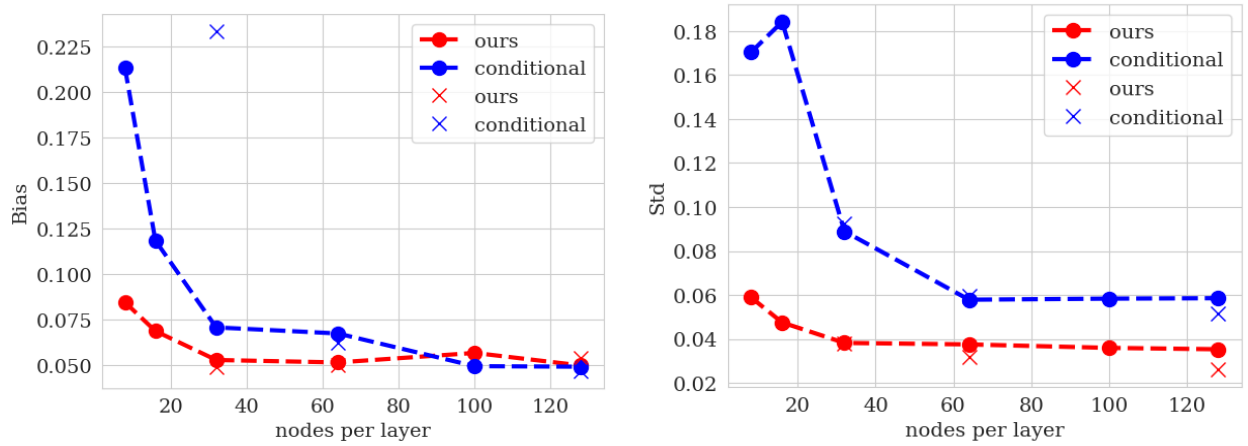 0.225
0.200
0.175
0.150
0.125
0.100
0.075
0.050
Bias
20 40 60 80 100 120
nodes per layer
ours
conditional
ours
conditional
0.18
0.16
0.14
0.12
0.10
0.08
0.06
0.04
0.02
Std
20 40 60 80 100 120
nodes per layer
ours
conditional
ours
conditional